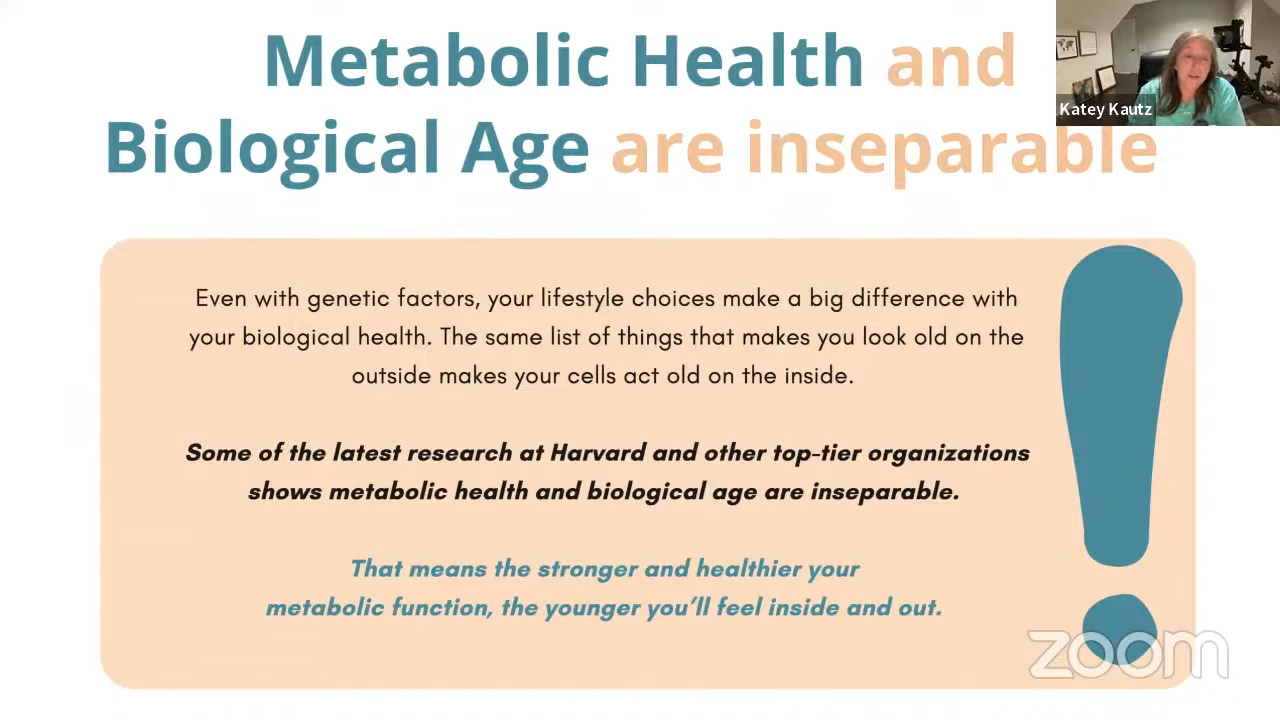 Metabolic Health and
Biological Age are inseparable
Katey Kautz
Even with genetic factors, your lifestyle choices make a big difference with
your biological health. The same list of things that makes you look old on the
outside makes your cells act old on the inside.
Some of the latest research at Harvard and other top-tier organizations
shows metabolic health and biological age are inseparable.
That means the stronger and healthier your
metabolic function, the younger you’ll feel inside and out.
zoom